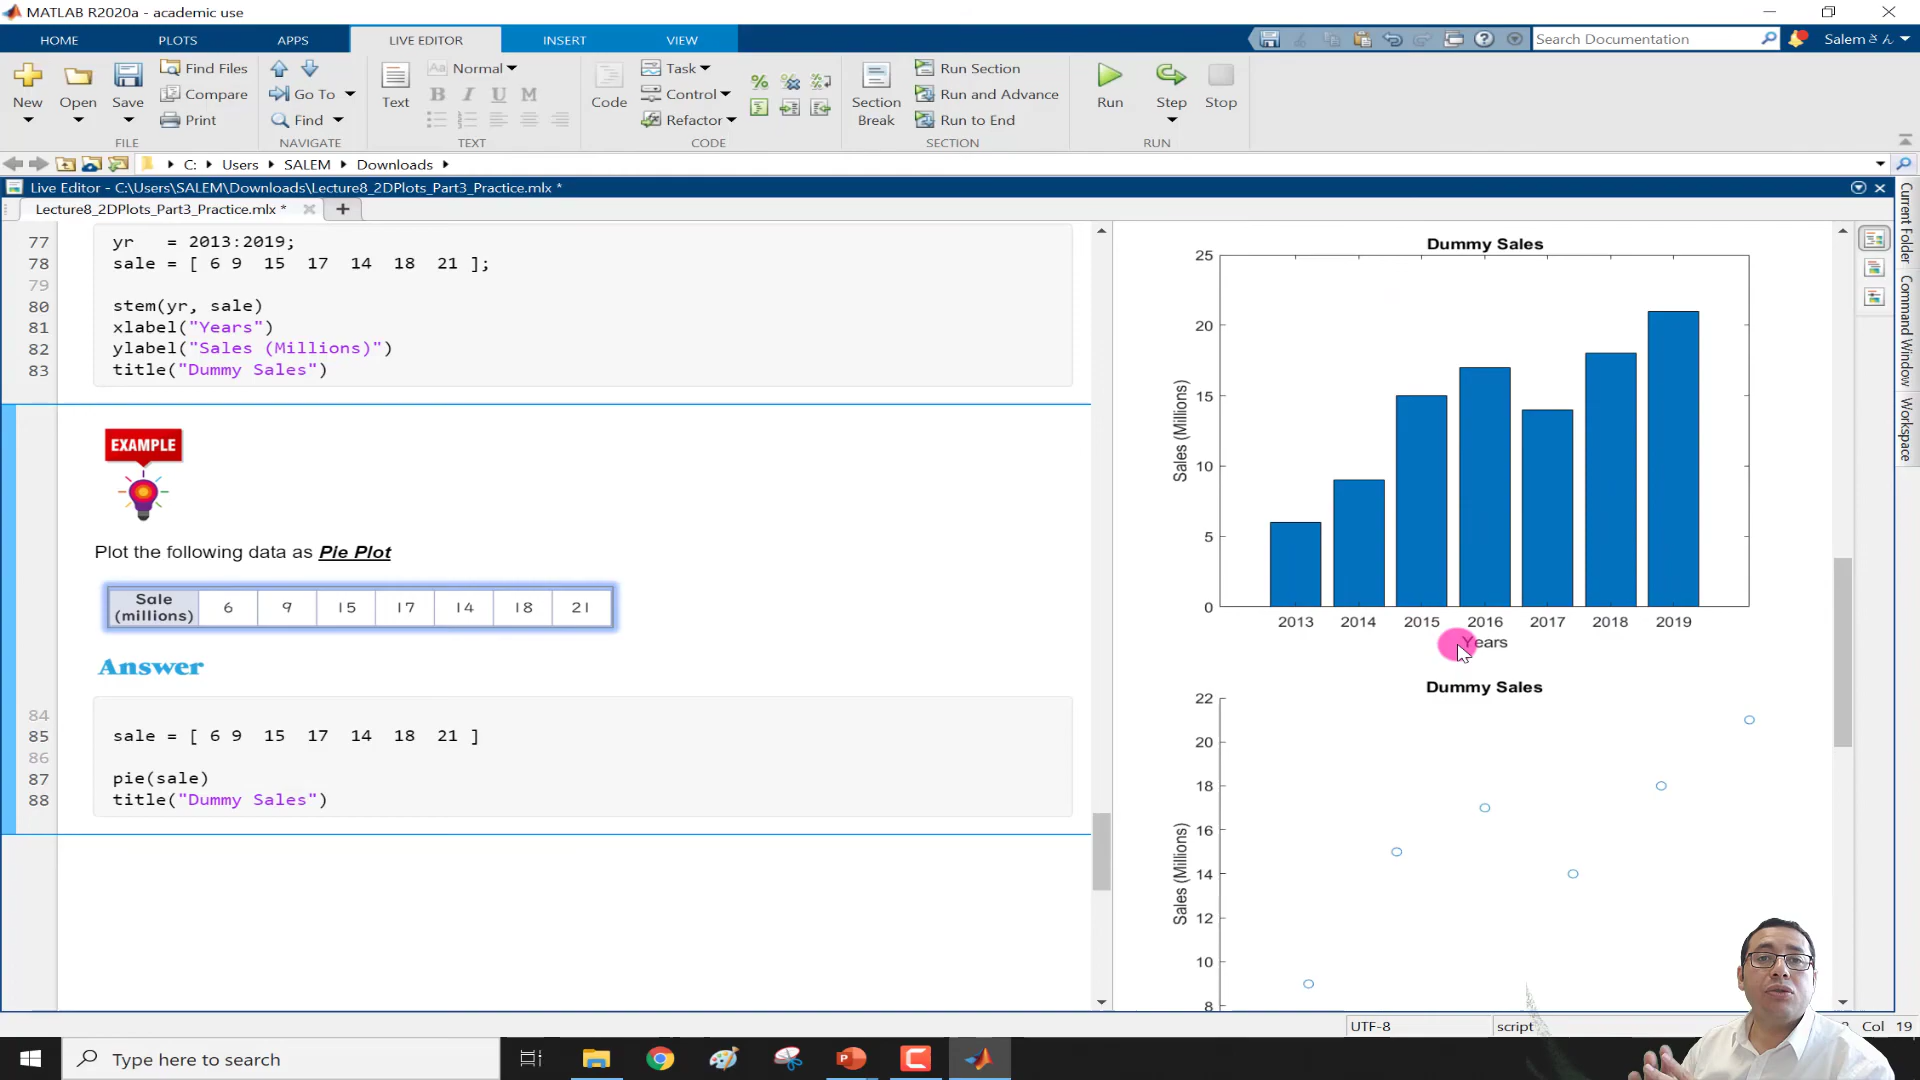 MATLAB R2020a - academic use
HOME
PLOTS
APPS
LIVE EDITOR
INSERT
VIEW
Search Documentation
Salemさん
New
Open
Save
Find Files
Compare
Print
FILE
Go To
Find
NAVIGATE
Text
Aa Normal
B I U M
TEXT
Code
Task
Control
Refactor
CODE
Section
Break
Run Section
Run and Advance
Run to End
SECTION
Run
Step
Stop
RUN
C:
Users
SALEM
Downloads
Live Editor - C:\Users\SALEM\Downloads\Lecture8_2DPlots_Part3_Practice.mlx *
Lecture8_2DPlots_Part3_Practice.mlx *
77 yr = 2013:2019;
78 sale = [ 6 9 15 17 14 18 21 ];
79
80 stem(yr, sale)
81 xlabel("Years")
82 ylabel("Sales (Millions)")
83 title("Dummy Sales")
EXAMPLE
Plot the following data as Pie Plot
Sale
(millions) 6 9 15 17 14 18 21
Answer
84
85 sale = [ 6 9 15 17 14 18 21 ]
86
87 pie(sale)
88 title("Dummy Sales")
Dummy Sales
25
20
15
10
5
0
Sales (Millions)
2013 2014 2015 2016 2017 2018 2019
Years
Dummy Sales
22
20
18
16
14
12
10
8
Sales (Millions)
Current Folder
Command Window
Workspace
UTF-8
script
Col 19
Type here to search